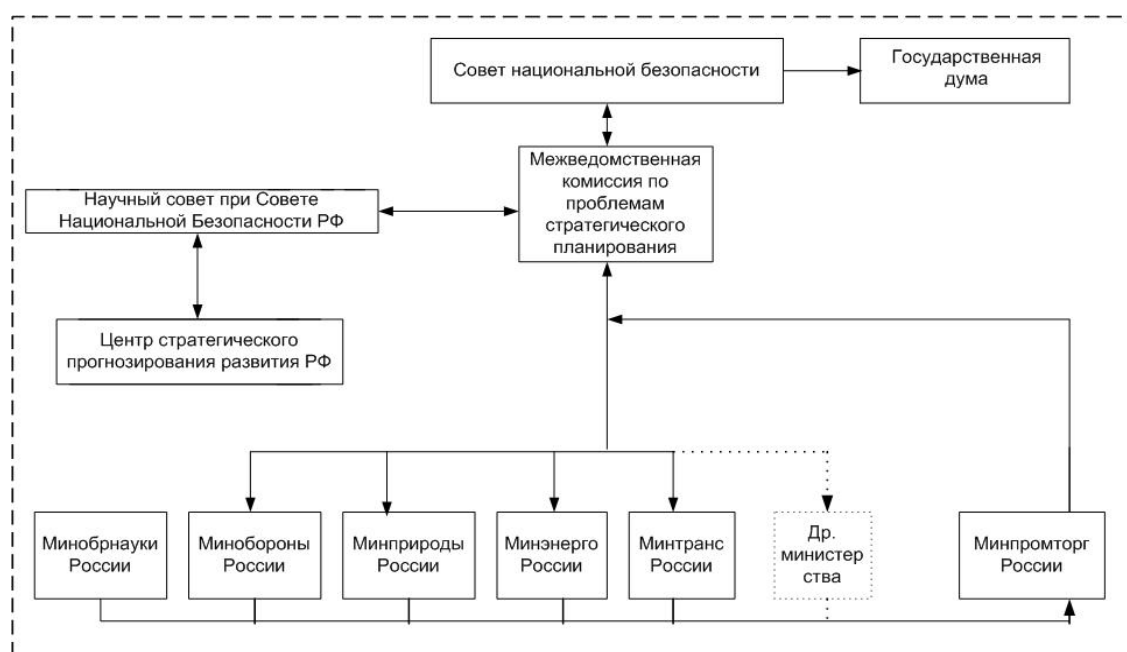 Совет национальной безопасности
Государственная
дума
Межведомственная
комиссия по
проблемам
стратегического
планирования
Научный совет при Совете
Национальной Безопасности РФ
Центр стратегического
прогнозирования развития РФ
Минобрнауки
России
Минобороны
России
Минприроды
России
Минэнерго
России
Минтранс
России
Др.
министер
ства
Минпромторг
России